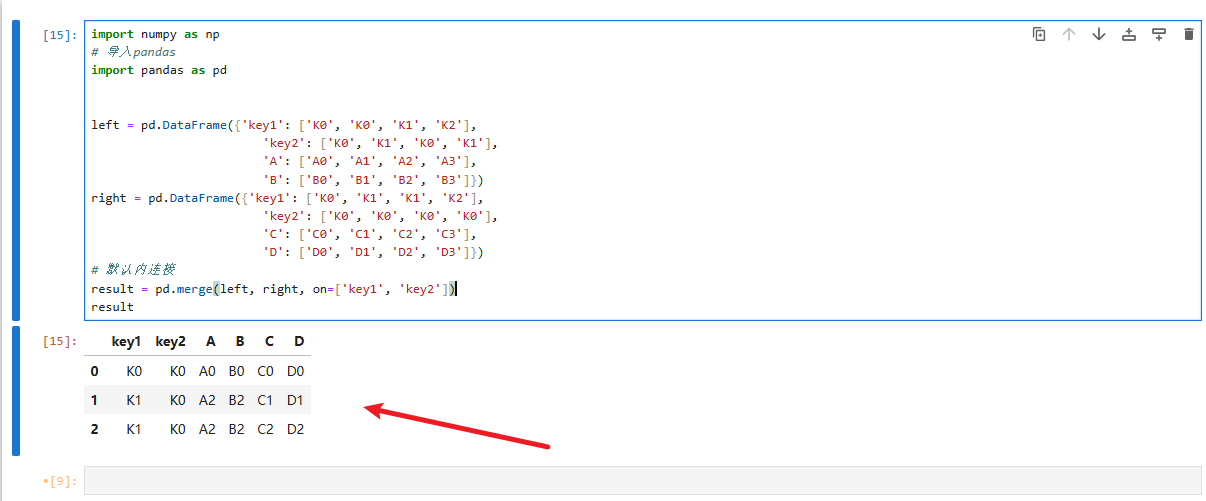 [15]: import numpy as np
# 导入pandas
import pandas as pd
left = pd.DataFrame({'key1': ['K0', 'K0', 'K1', 'K2'],
'key2': ['K0', 'K1', 'K0', 'K1'],
'A': ['A0', 'A1', 'A2', 'A3'],
'B': ['B0', 'B1', 'B2', 'B3']})
right = pd.DataFrame({'key1': ['K0', 'K1', 'K1', 'K2'],
'key2': ['K0', 'K0', 'K0', 'K0'],
'C': ['C0', 'C1', 'C2', 'C3'],
'D': ['D0', 'D1', 'D2', 'D3']})
# 默认内连接
result = pd.merge(left, right, on=['key1', 'key2'])
result
[15]: key1 key2 A B C D
0 K0 K0 A0 B0 C0 D0
1 K1 K0 A2 B2 C1 D1
2 K1 K0 A2 B2 C2 D2
•[9]: